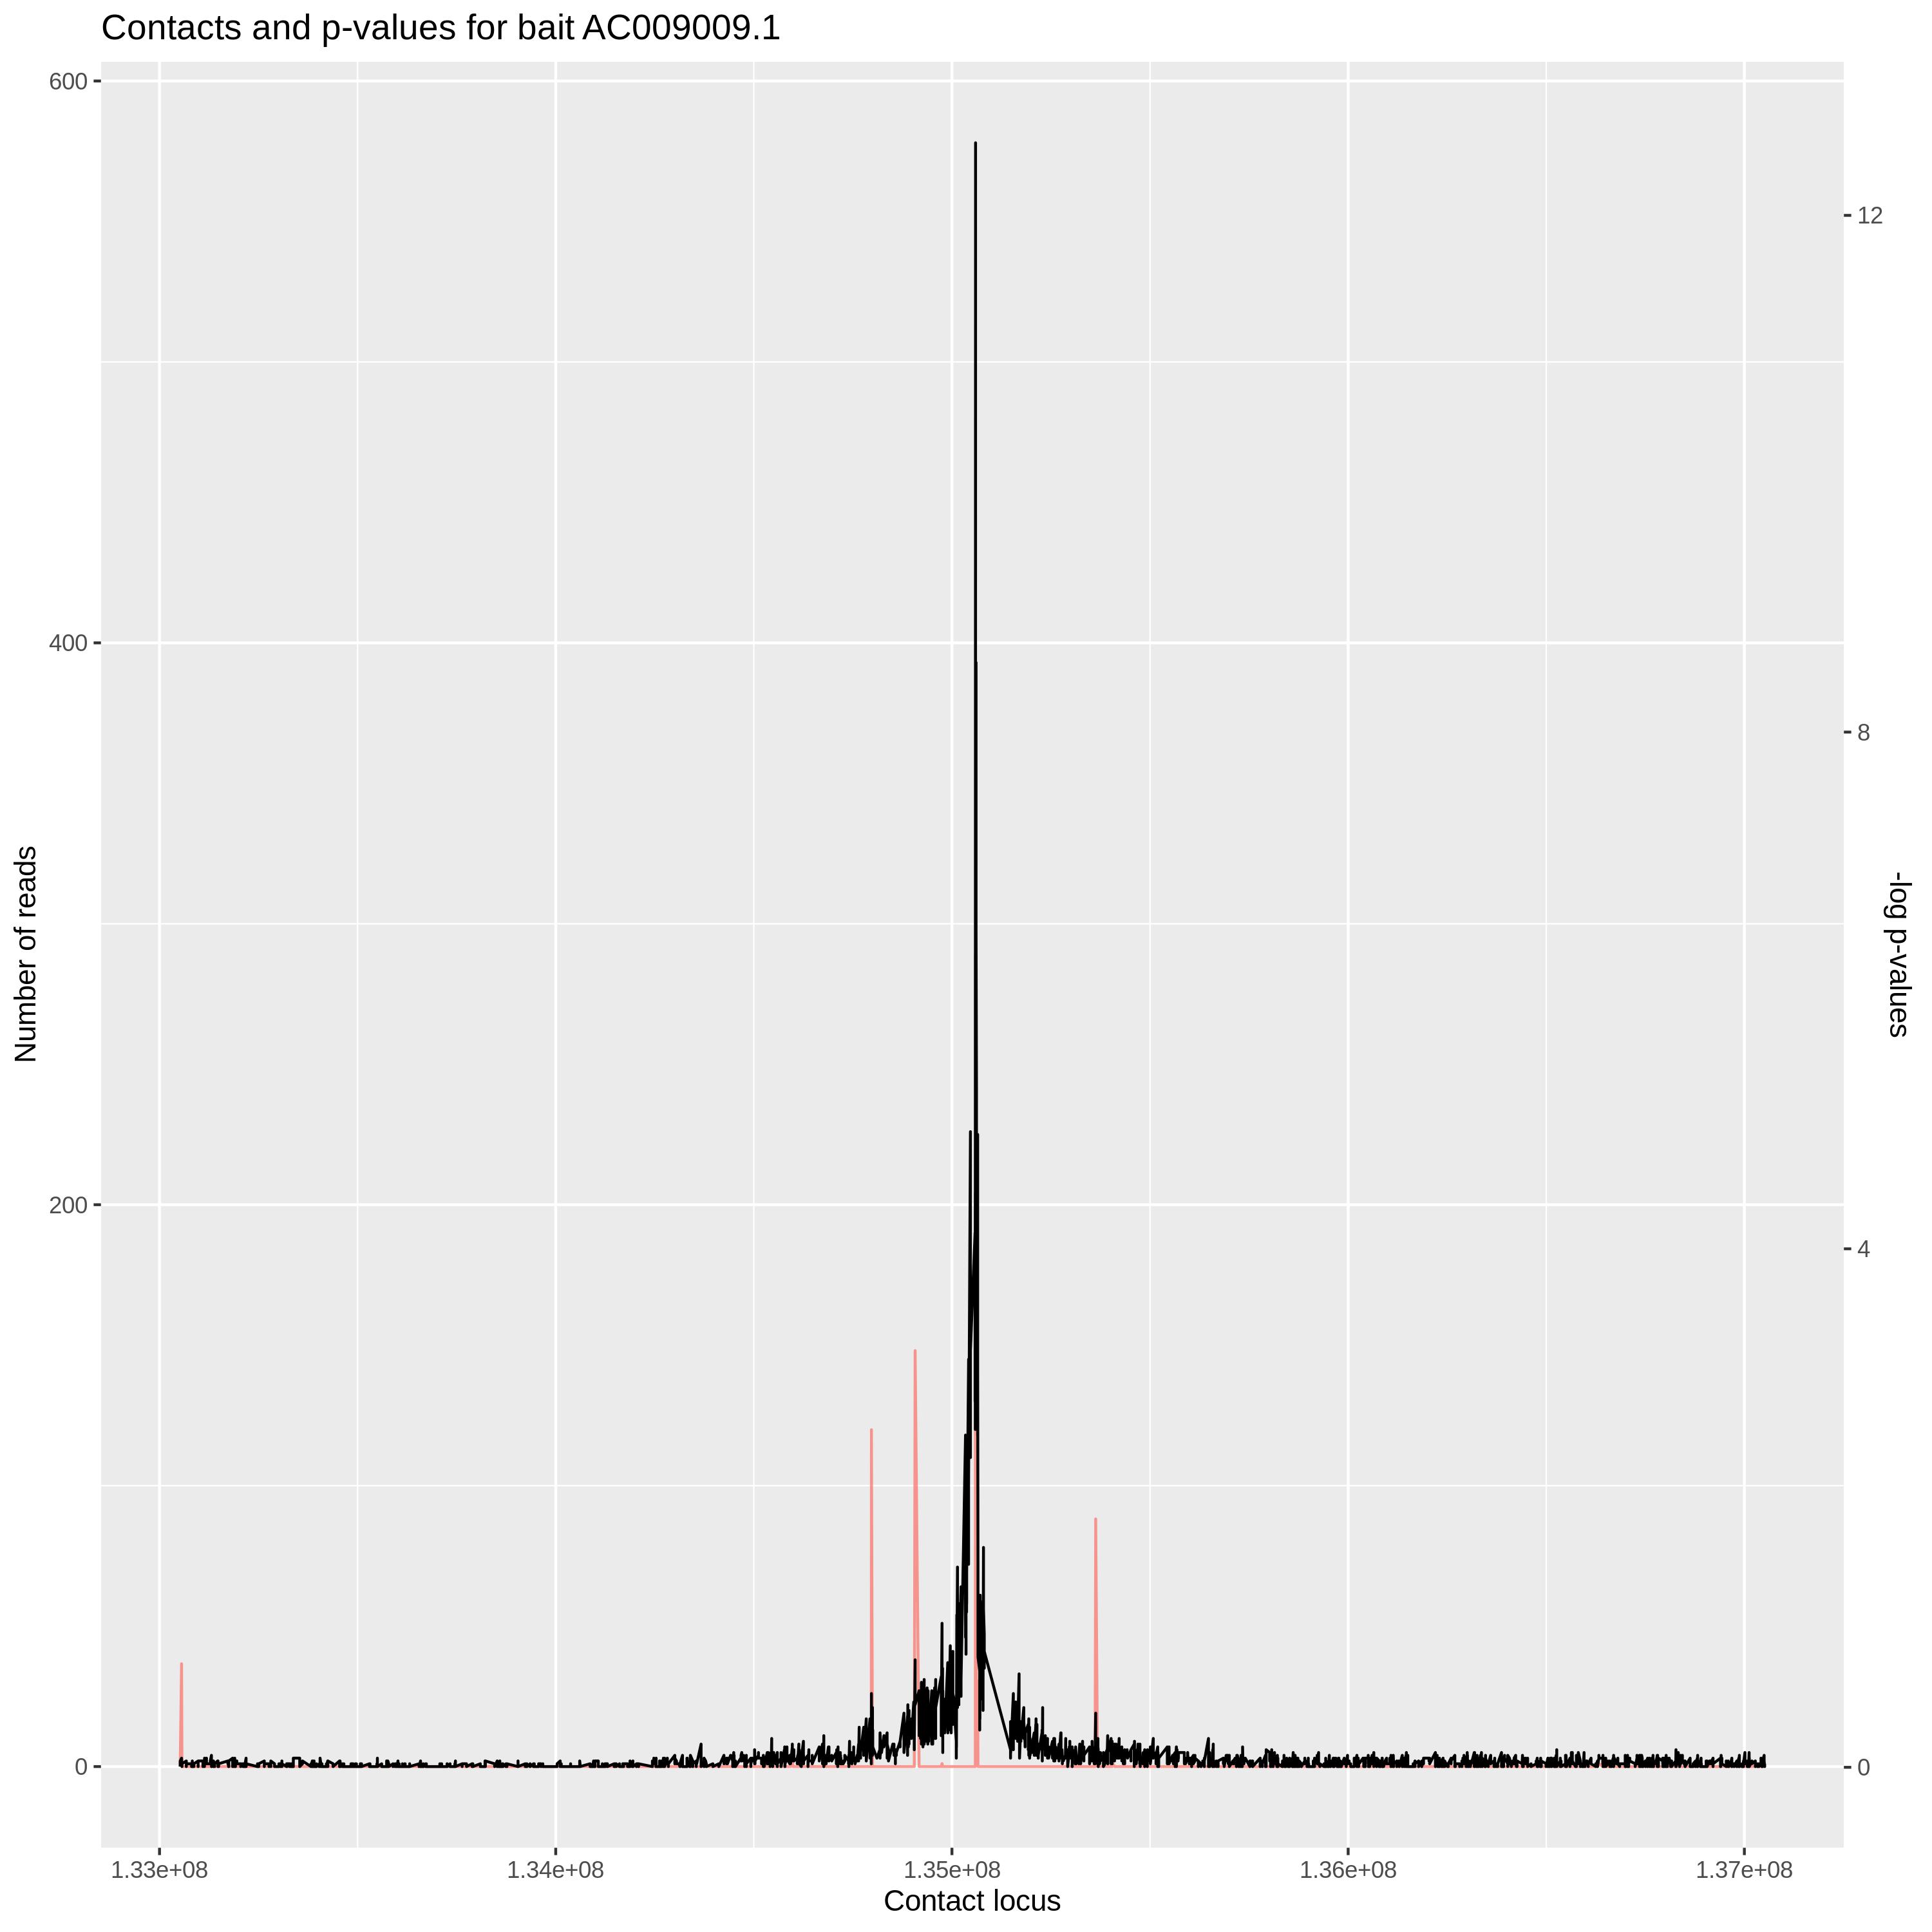 Contacts and p-values for bait AC009009.1
600
400
200
0
Number of reads
12
8
4
0
-log p-values
1.33e+08 1.34e+08 1.35e+08 1.36e+08 1.37e+08
Contact locus